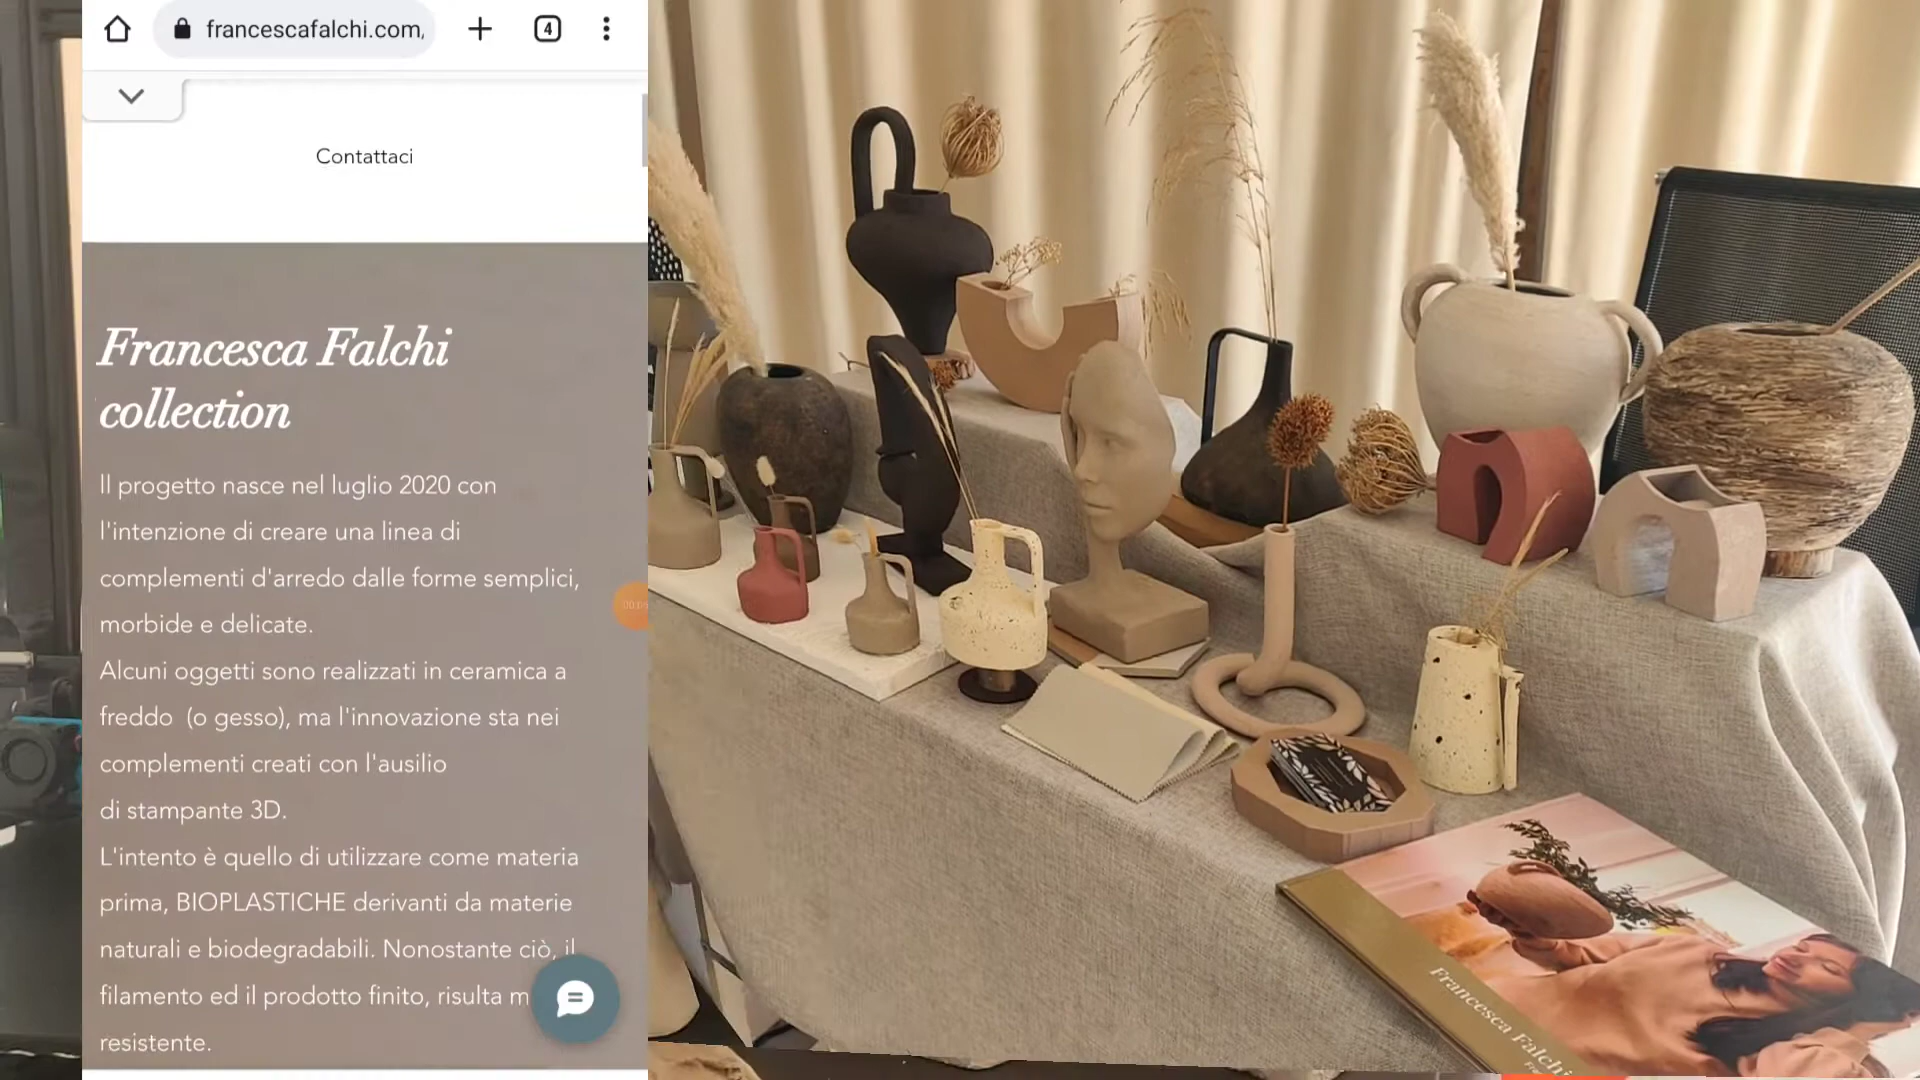 francescafalchi.com,
4
Contattaci
Francesca Falchi
collection
Il progetto nasce nel luglio 2020 con
l'intenzione di creare una linea di
complementi d'arredo dalle forme semplici,
morbide e delicate.
Alcuni oggetti sono realizzati in ceramica a
freddo (o gesso), ma l'innovazione sta nei
complementi creati con l'ausilio
di stampante 3D.
L'intento è quello di utilizzare come materia
prima, BIOPLASTICHE derivanti da materie
naturali e biodegradabili. Nonostante ciò, il
filamento ed il prodotto finito, risulta m
resistente.
Francesca Falchi